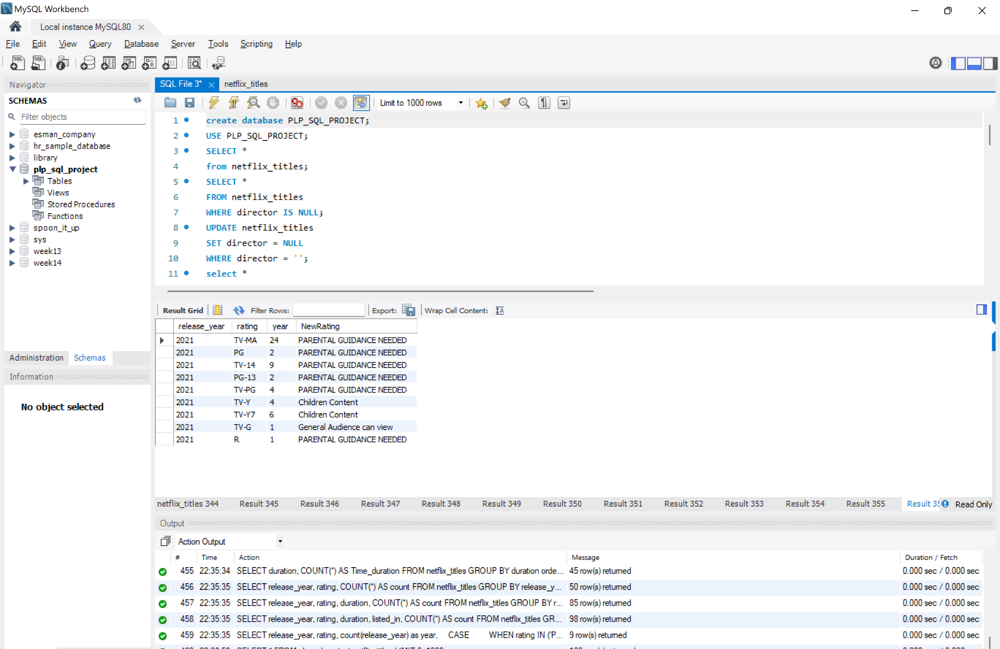 MySQL Workbench
Local instance MySQL80
File Edit View Query Database Server Tools Scripting Help
Navigator
SCHEMAS
Filter objects
esman_company
hr_sample_database
library
plp_sql_project
Tables
Views
Stored Procedures
Functions
spoon_it_up
sys
week13
week14
Administration Schemas
Information
No object selected
SQL File 3* netflix_titles
Limit to 1000 rows
1 create database PLP_SQL_PROJECT;
2 USE PLP_SQL_PROJECT;
3 SELECT *
4 from netflix_titles;
5 SELECT *
6 FROM netflix_titles
7 WHERE director IS NULL;
8 UPDATE netflix_titles
9 SET director = NULL
10 WHERE director = '';
11 select *
Result Grid Filter Rows: Export: Wrap Cell Content:
release_year rating year NewRating
2021 TV-MA 24 PARENTAL GUIDANCE NEEDED
2021 PG 2 PARENTAL GUIDANCE NEEDED
2021 TV-14 9 PARENTAL GUIDANCE NEEDED
2021 PG-13 2 PARENTAL GUIDANCE NEEDED
2021 TV-PG 4 PARENTAL GUIDANCE NEEDED
2021 TV-Y 4 Children Content
2021 TV-Y7 6 Children Content
2021 TV-G 1 General Audience can view
2021 R 1 PARENTAL GUIDANCE NEEDED
netflix_titles 344 Result 345 Result 346 Result 347 Result 348 Result 349 Result 350 Result 351 Result 352 Result 353 Result 354 Result 355 Result 35 Read Only
Output
Action Output
# Time Action Message Duration / Fetch
455 22:35:34 SELECT duration, COUNT(*) AS Time_duration FROM netflix_titles GROUP BY duration orde... 45 row(s) returned 0.000 sec / 0.000 sec
456 22:35:35 SELECT release_year, rating, COUNT(*) AS count FROM netflix_titles GROUP BY release_y... 50 row(s) returned 0.000 sec / 0.000 sec
457 22:35:35 SELECT release_year, rating, duration, COUNT(*) AS count FROM netflix_titles GROUP BY r... 85 row(s) returned 0.000 sec / 0.000 sec
458 22:35:35 SELECT release_year, rating, duration, listed_in, COUNT(*) AS count FROM netflix_titles GR... 98 row(s) returned 0.000 sec / 0.000 sec
459 22:35:35 SELECT release_year, rating, count(release_year) as year, CASE WHEN rating IN ('P... 9 row(s) returned 0.000 sec / 0.000 sec